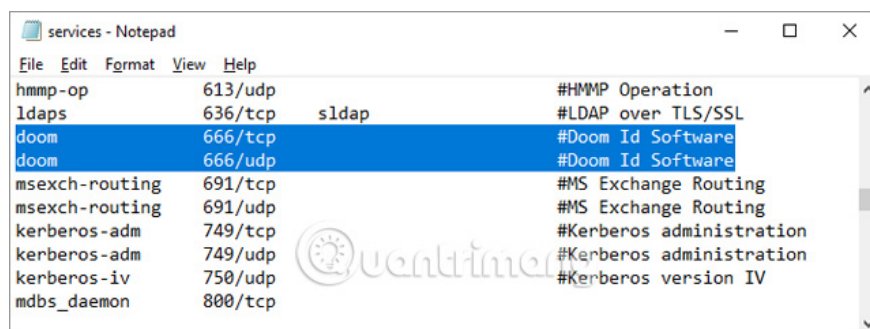 services - Notepad
File Edit Format View Help
hmmp-op 613/udp #HMMP Operation
ldaps 636/tcp sldap #LDAP over TLS/SSL
doom 666/tcp #Doom Id Software
doom 666/udp #Doom Id Software
msexch-routing 691/tcp #MS Exchange Routing
msexch-routing 691/udp #MS Exchange Routing
kerberos-adm 749/tcp #Kerberos administration
kerberos-adm 749/udp #Kerberos administration
kerberos-iv 750/udp #Kerberos version IV
mdbs_daemon 800/tcp
Quantrimang